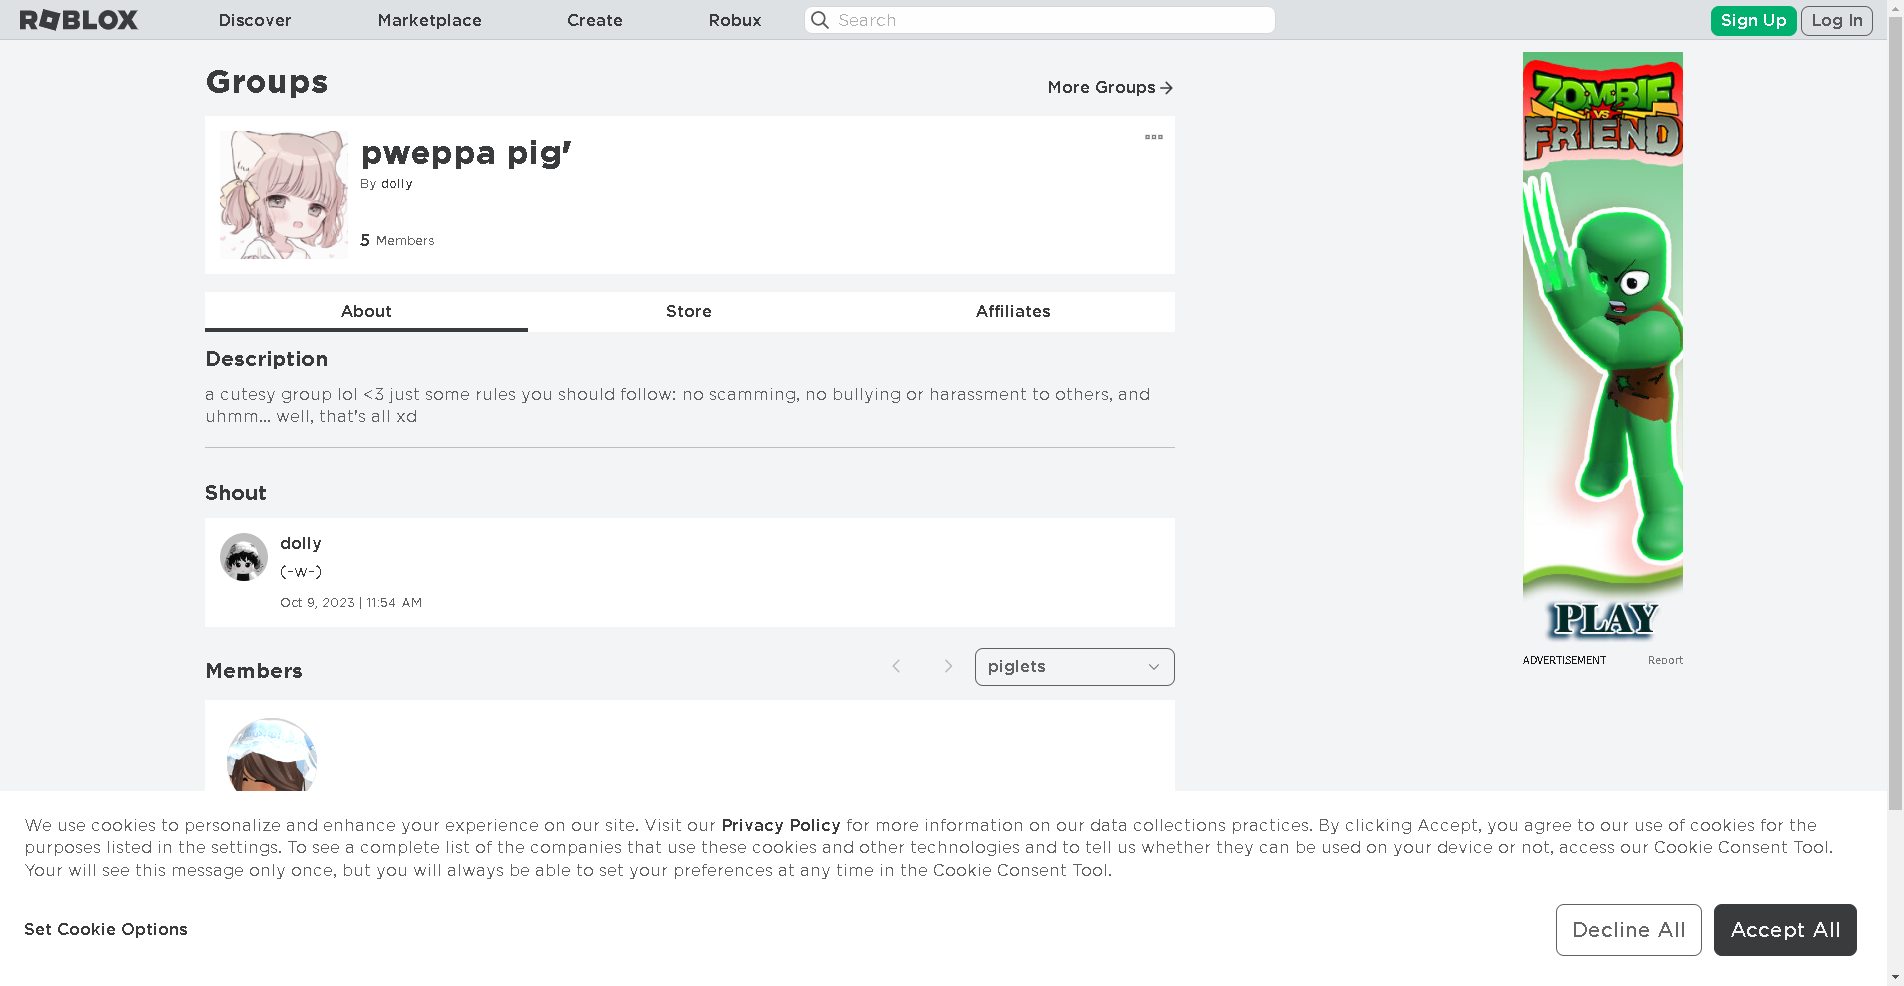 ROBLOX
Discover
Marketplace
Create
Robux
Search
Sign Up
Log In
Groups
More Groups
pweppa pig'
By dolly
5 Members
About
Store
Affiliates
Description
a cutesy group lol <3 just some rules you should follow: no scamming, no bullying or harassment to others, and
uhmm... well, that's all xd
Shout
dolly
(-w-)
Oct 9, 2023 | 11:54 AM
Members
piglets
ZOMBIE
VS
FRIEND
PLAY
ADVERTISEMENT
Report
We use cookies to personalize and enhance your experience on our site. Visit our Privacy Policy for more information on our data collections practices. By clicking Accept, you agree to our use of cookies for the
purposes listed in the settings. To see a complete list of the companies that use these cookies and other technologies and to tell us whether they can be used on your device or not, access our Cookie Consent Tool.
Your will see this message only once, but you will always be able to set your preferences at any time in the Cookie Consent Tool.
Set Cookie Options
Decline All
Accept All